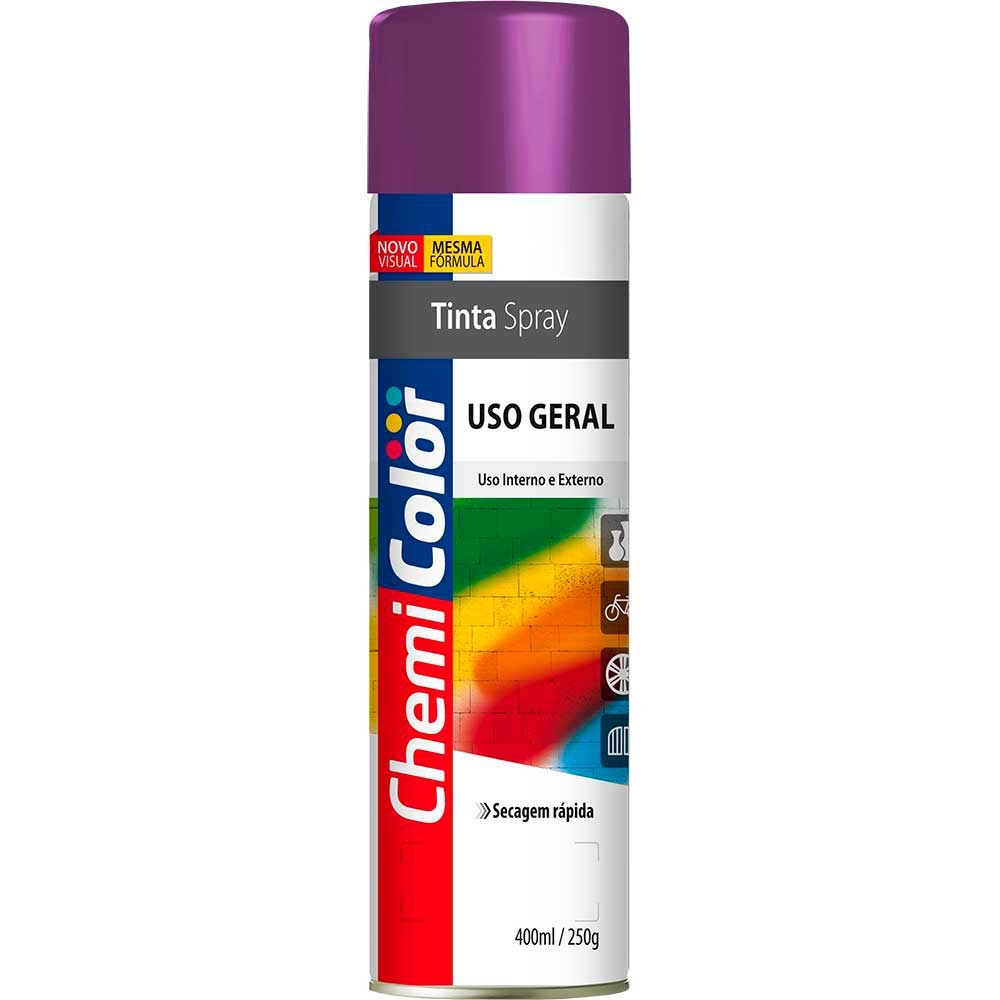 NOVO
VISUAL
MESMA
FÓRMULA
Tinta Spray
USO GERAL
Uso Interno e Externo
ChemiColor
Secagem rápida
400ml / 250g